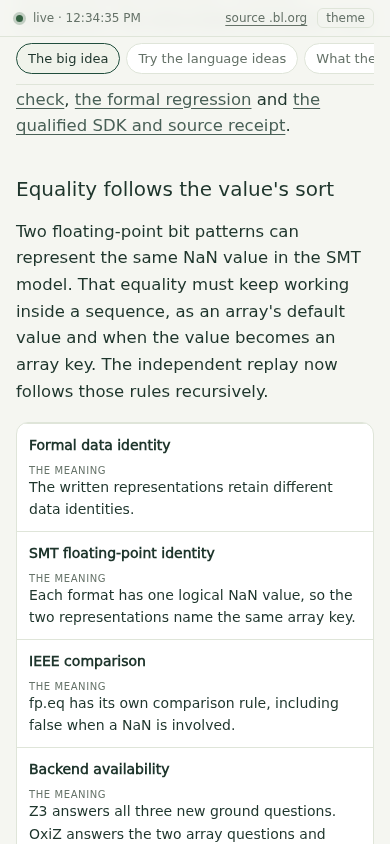 live · 12:34:35 PM source .bl.org theme
The big idea Try the language ideas What the
check, the formal regression and the
qualified SDK and source receipt.
Equality follows the value's sort
Two floating-point bit patterns can
represent the same NaN value in the SMT
model. That equality must keep working
inside a sequence, as an array's default
value and when the value becomes an
array key. The independent replay now
follows those rules recursively.
Formal data identity
THE MEANING
The written representations retain different
data identities.
SMT floating-point identity
THE MEANING
Each format has one logical NaN value, so the
two representations name the same array key.
IEEE comparison
THE MEANING
fp.eq has its own comparison rule, including
false when a NaN is involved.
Backend availability
THE MEANING
Z3 answers all three new ground questions.
OxiZ answers the two array questions and